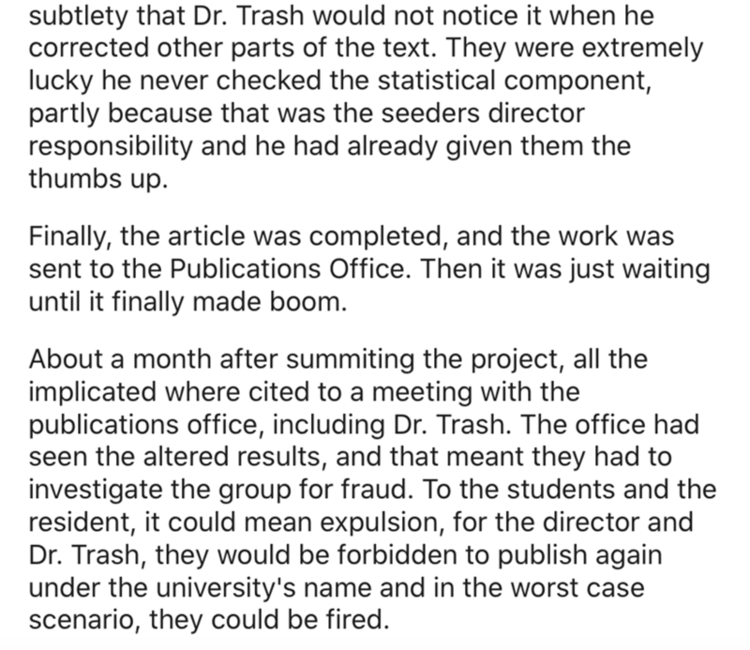 subtlety that Dr. Trash would not notice it when he
corrected other parts of the text. They were extremely
lucky he never checked the statistical component,
partly because that was the seeders director
responsibility and he had already given them the
thumbs up.
Finally, the article was completed, and the work was
sent to the Publications Office. Then it was just waiting
until it finally made boom.
About a month after summiting the project, all the
implicated where cited to a meeting with the
publications office, including Dr. Trash. The office had
seen the altered results, and that meant they had to
investigate the group for fraud. To the students and the
resident, it could mean expulsion, for the director and
Dr. Trash, they would be forbidden to publish again
under the university's name and in the worst case
scenario, they could be fired.